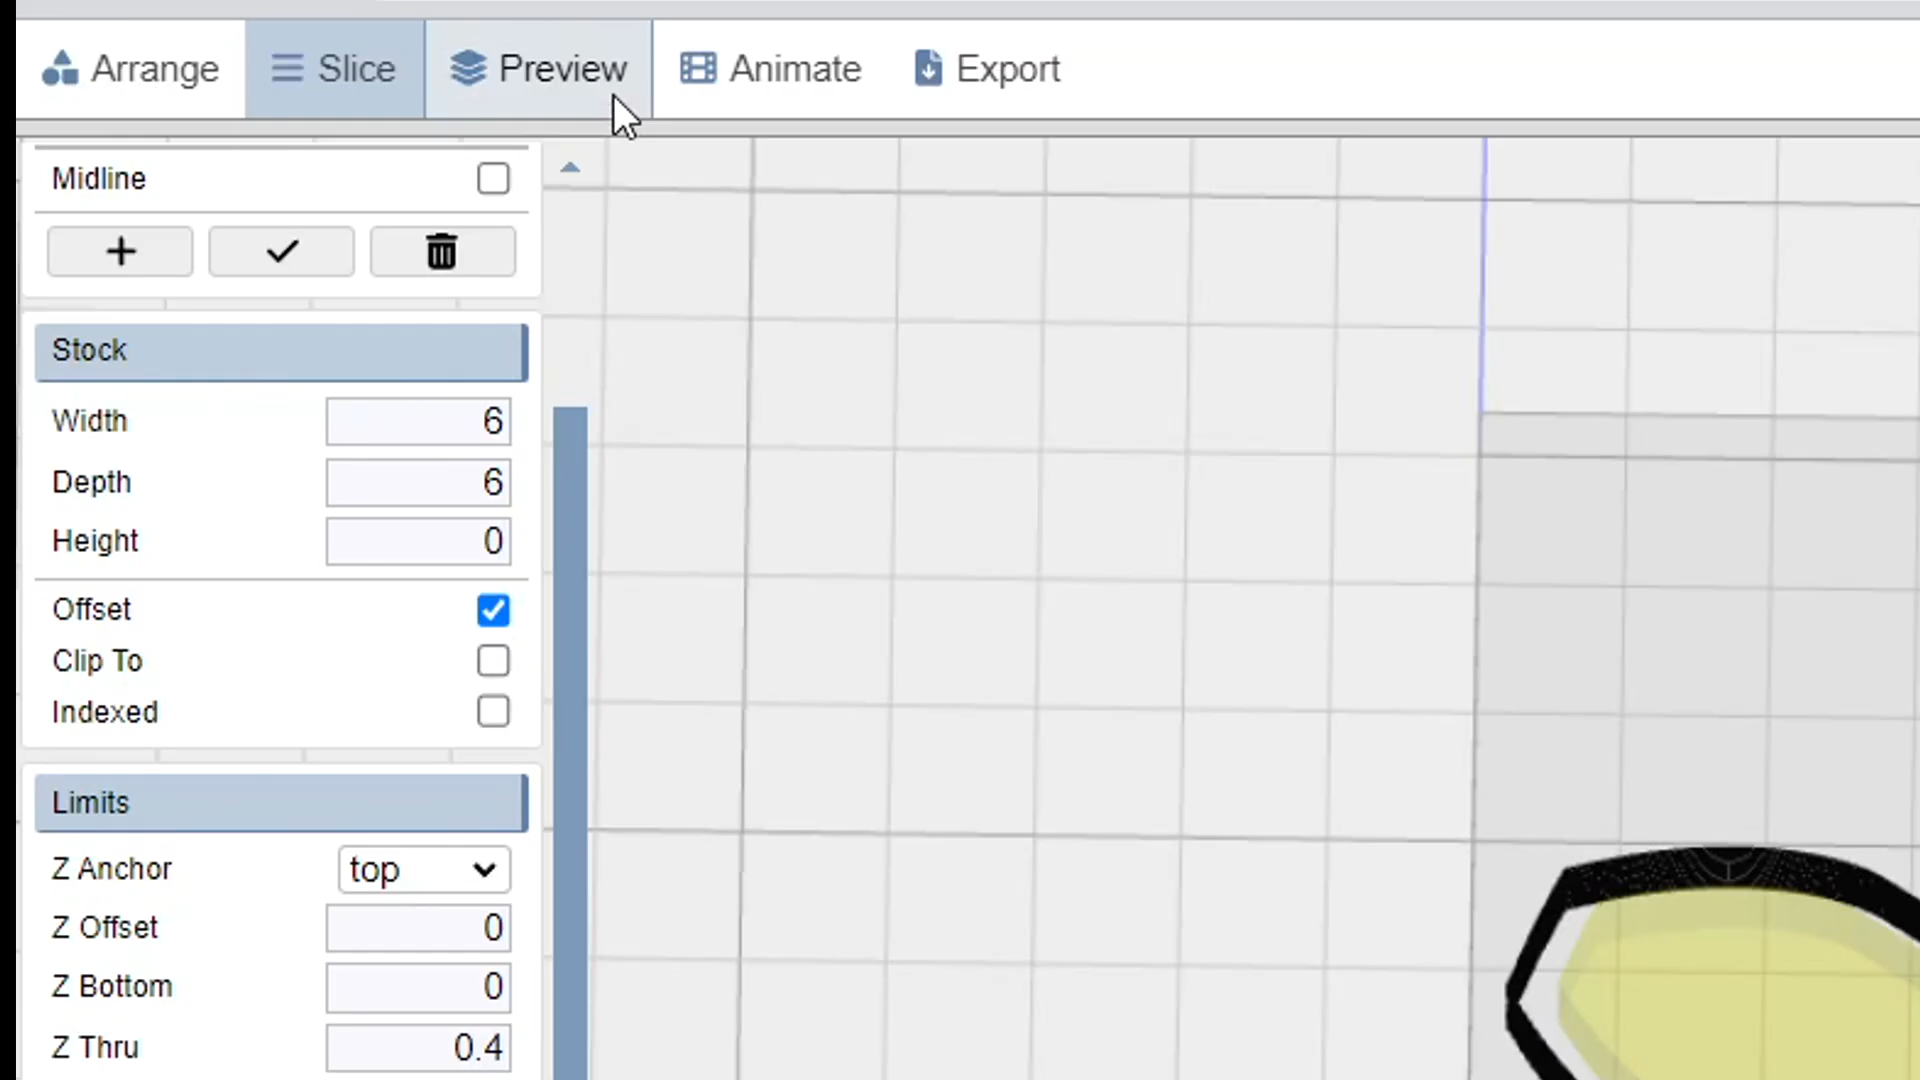 Arrange Slice Preview Animate Export
Midline
Stock
Width 6
Depth 6
Height 0
Offset
Clip To
Indexed
Limits
Z Anchor top
Z Offset 0
Z Bottom 0
Z Thru 0.4